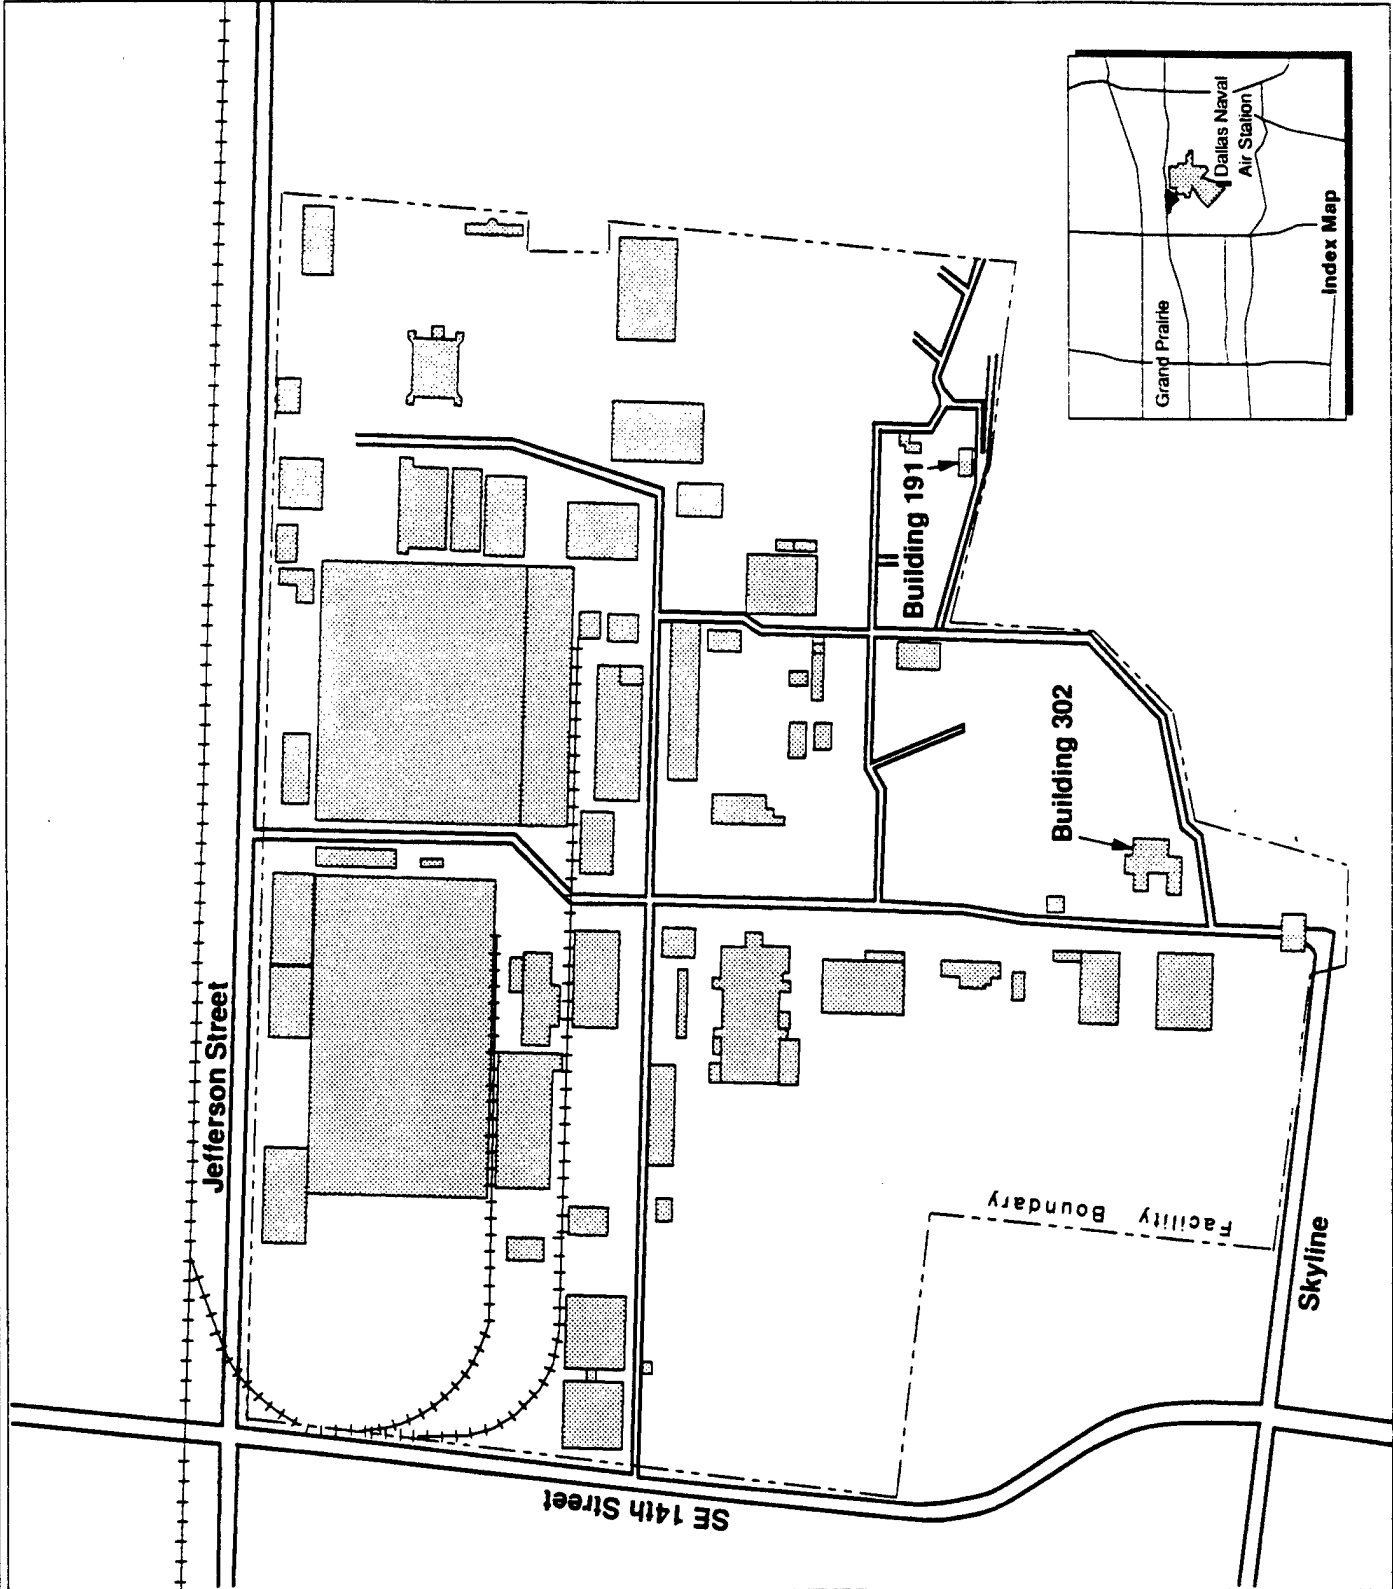 Jefferson Street
SE 14th Street
Skyline
Facility Boundary
Building 191
Building 302
Grand Prairie
Dallas Naval
Air Station
Index Map